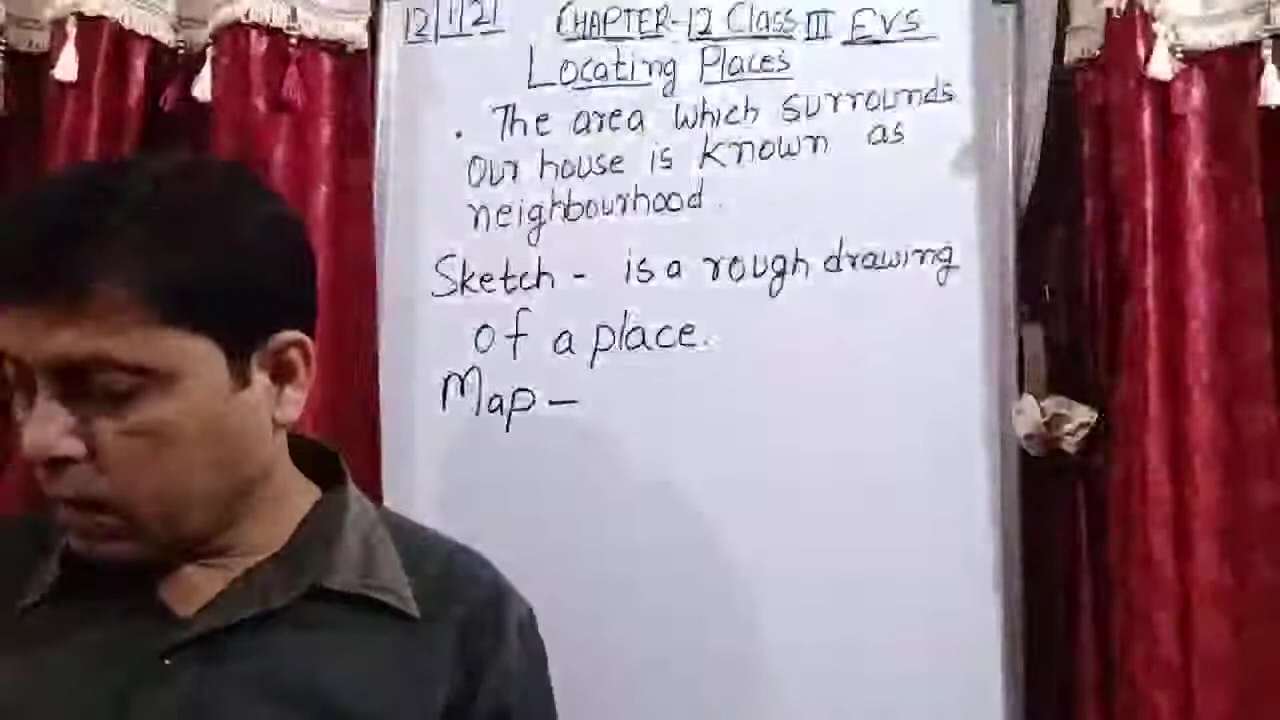 12/1/21 CHAPTER-12 Class III EVS
Locating Places
. The area which surrounds
our house is known as
neighbourhood.
Sketch - is a rough drawing
of a place.
Map -